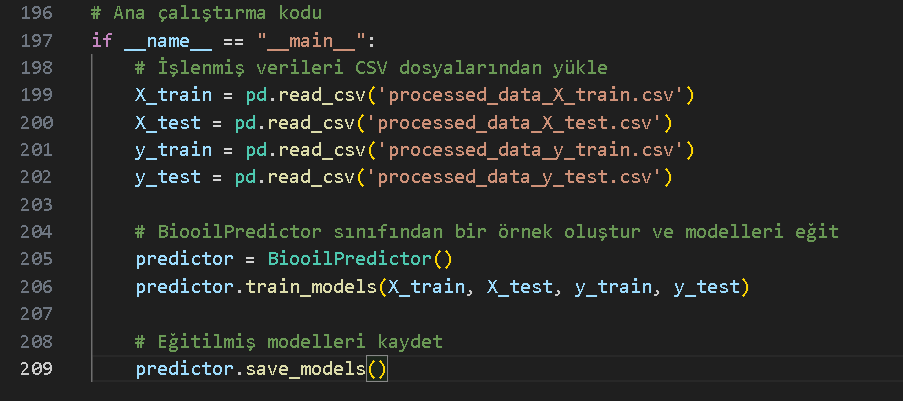 196 # Ana çalıştırma kodu
197 if __name__ == "__main__":
198     # İşlenmiş verileri CSV dosyalarından yükle
199     X_train = pd.read_csv('processed_data_X_train.csv')
200     X_test = pd.read_csv('processed_data_X_test.csv')
201     y_train = pd.read_csv('processed_data_y_train.csv')
202     y_test = pd.read_csv('processed_data_y_test.csv')
203
204     # BiooilPredictor sınıfından bir örnek oluştur ve modelleri eğit
205     predictor = BiooilPredictor()
206     predictor.train_models(X_train, X_test, y_train, y_test)
207
208     # Eğitilmiş modelleri kaydet
209     predictor.save_models()